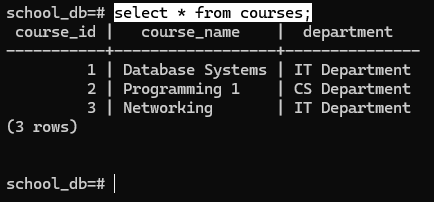 school_db=# select * from courses;
 course_id |   course_name    |  department
-----------+------------------+---------------
         1 | Database Systems | IT Department
         2 | Programming 1    | CS Department
         3 | Networking       | IT Department
(3 rows)
school_db=#